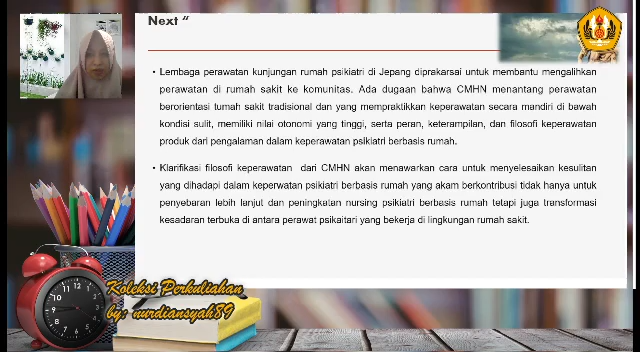 Next “
• Lembaga perawatan kunjungan rumah psikiatri di Jepang diprakarsai untuk membantu mengalihkan
perawatan di rumah sakit ke komunitas. Ada dugaan bahwa CMHN menantang perawatan
berorientasi tumah sakit tradisional dan yang mempraktikkan keperawatan secara mandiri di bawah
kondisi sulit, memiliki nilai otonomi yang tinggi, serta peran, keterampilan, dan filosofi keperawatan
produk dari pengalaman dalam keperawatan psikiatri berbasis rumah.
• Klarifikasi filosofi keperawatan dari CMHN akan menawarkan cara untuk menyelesaikan kesulitan
yang dihadapi dalam keperwatan psikiatri berbasis rumah yang akam berkontribusi tidak hanya untuk
penyebaran lebih lanjut dan peningkatan nursing psikiatri berbasis rumah tetapi juga transformasi
kesadaran terbuka di antara perawat psikaitari yang bekerja di lingkungan rumah sakit.
Koleksi Perkuliahan
by: nurdiansyah89